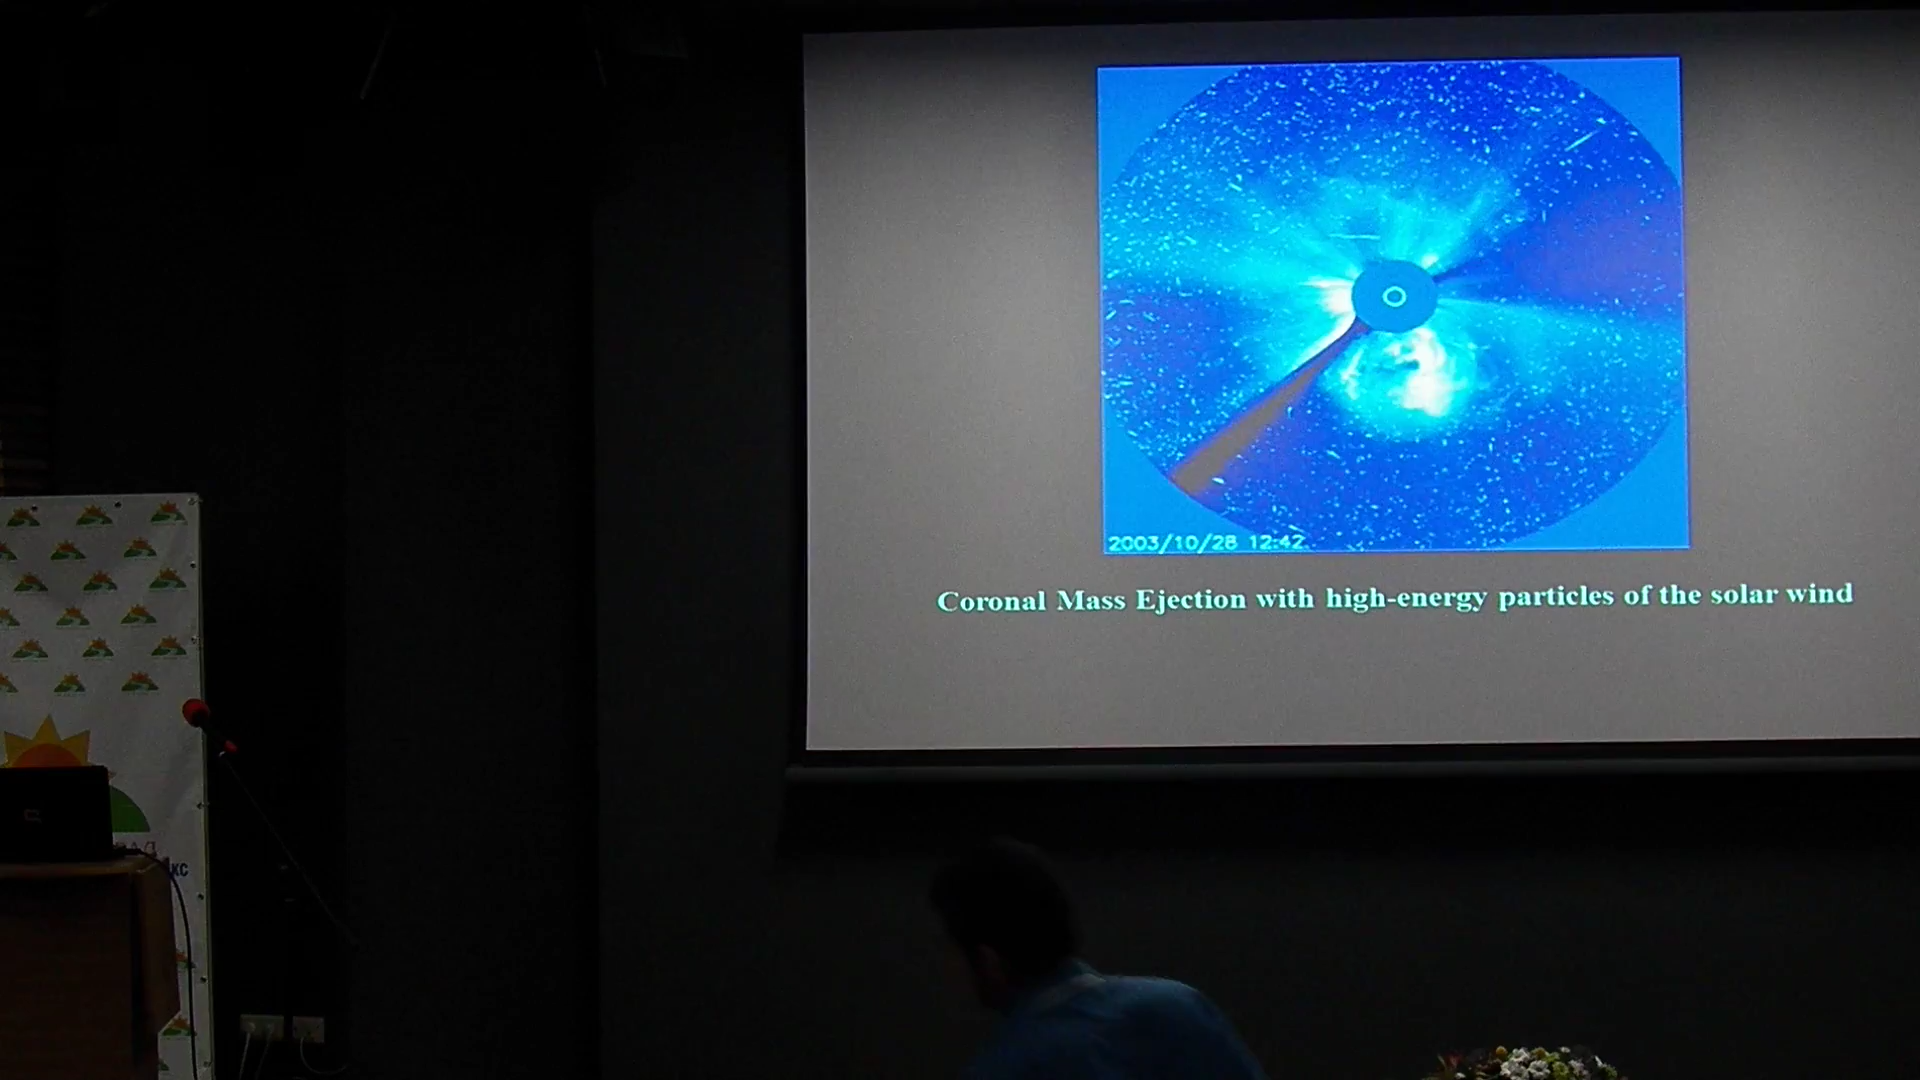 2003/10/28 12:42
Coronal Mass Ejection with high-energy particles of the solar wind